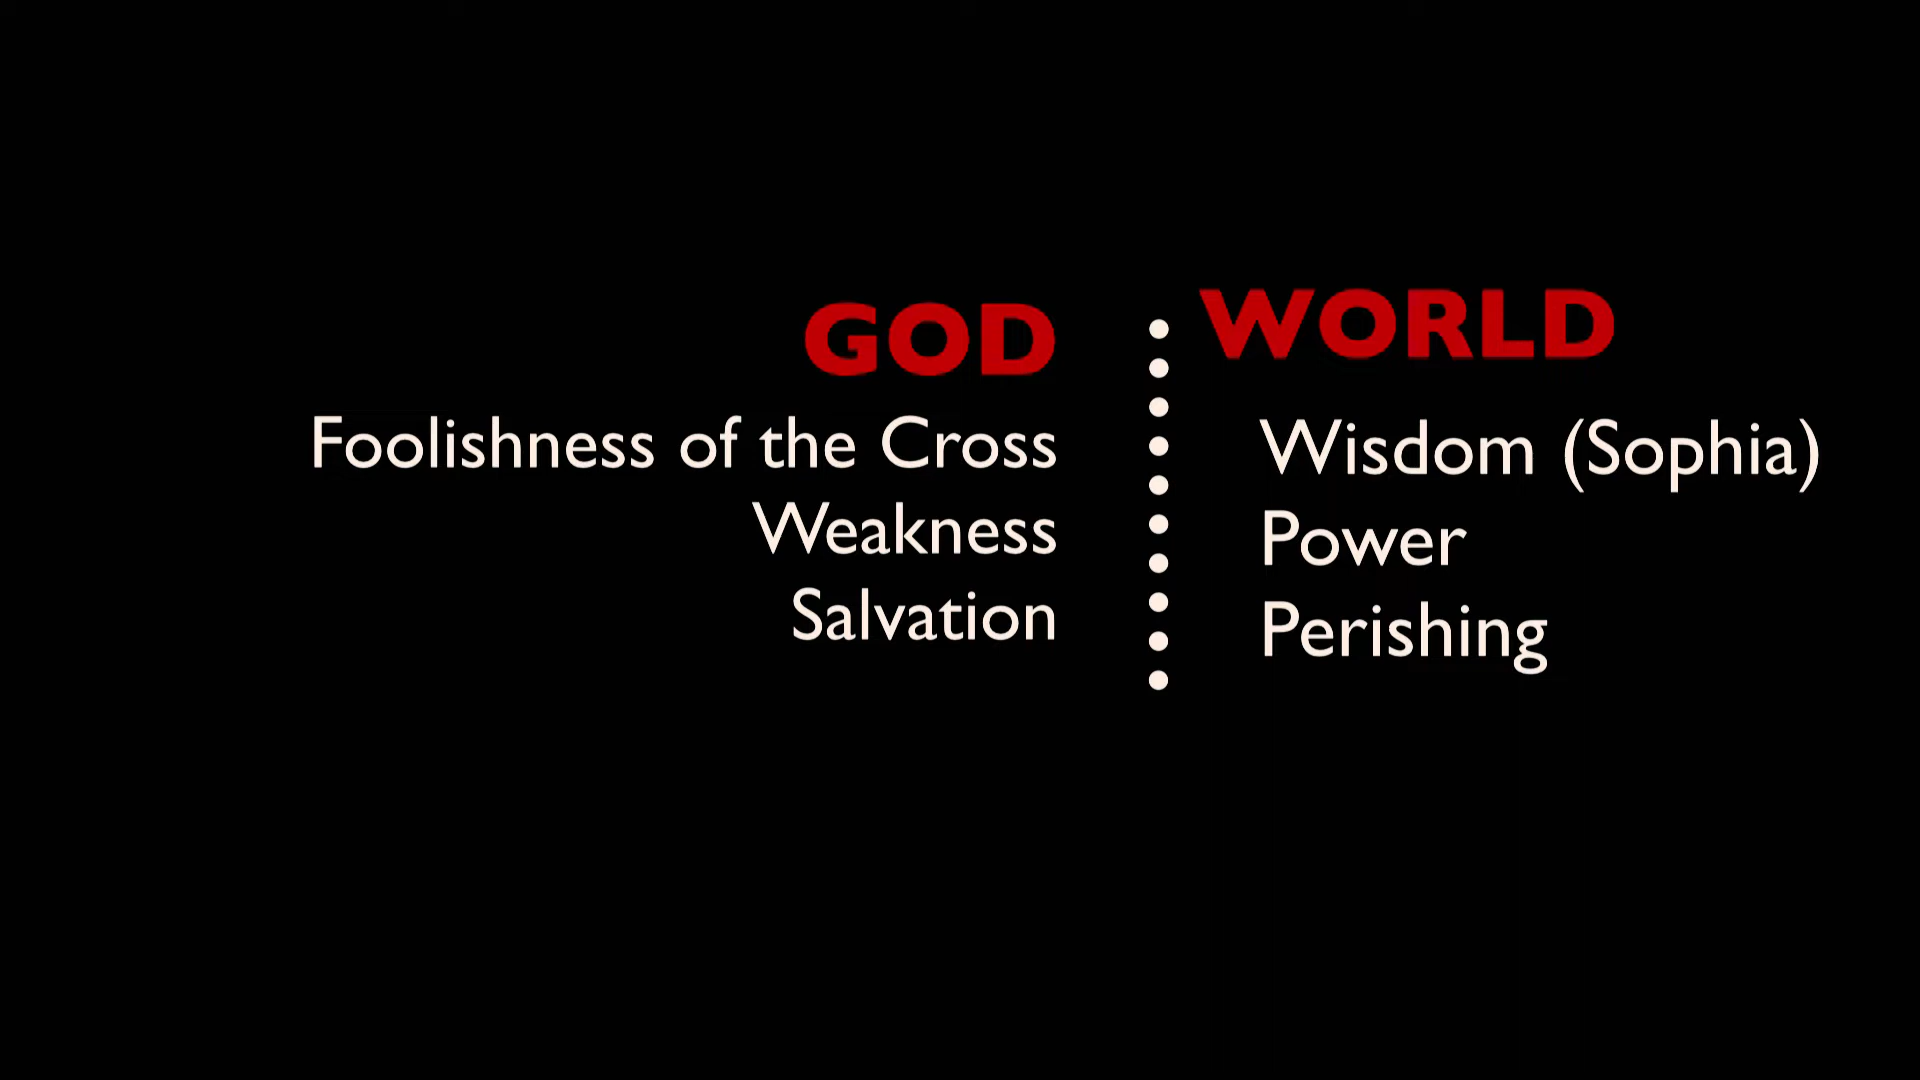 GOD
Foolishness of the Cross
Weakness
Salvation
WORLD
Wisdom (Sophia)
Power
Perishing